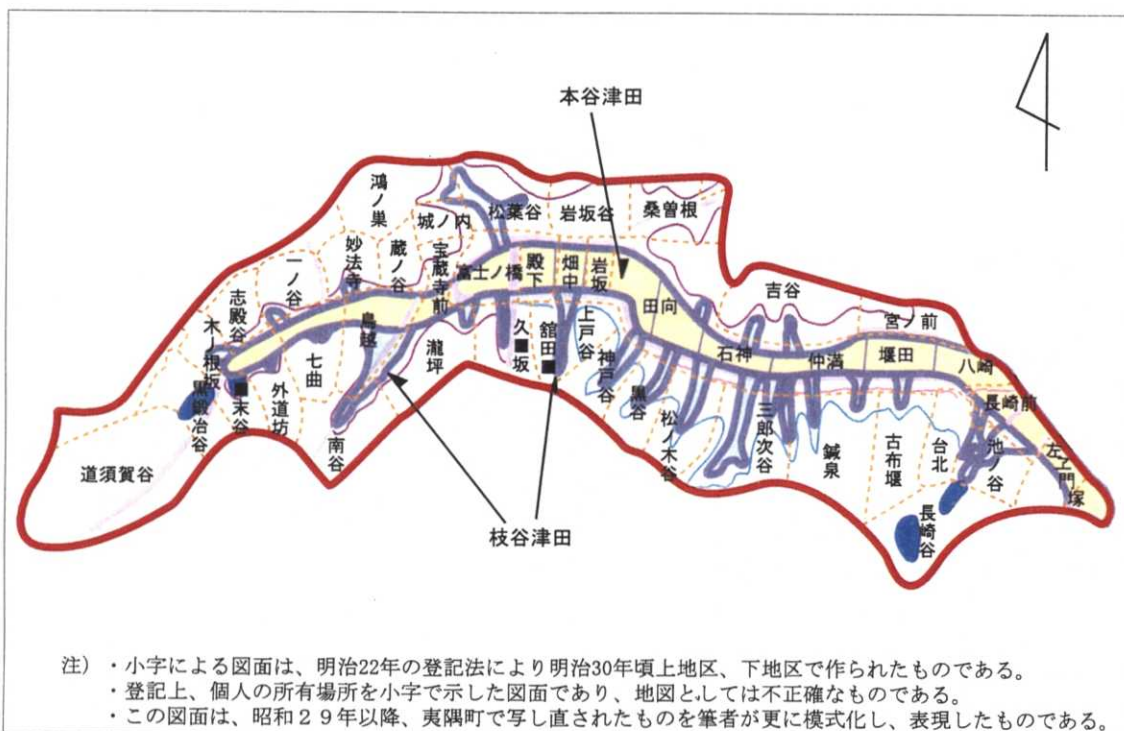 本谷津田
鴻ノ巣
城ノ内
松葉谷
岩坂谷
桑曽根
妙法寺
蔵ノ谷
宝蔵寺前
富士ノ橋
殿下
畑中
岩坂
一ノ谷
志殿谷
木ノ根坂
鳥越
田向
吉谷
宮ノ前
石神
仲満
堰田
八崎
七曲
瀧坪
久■坂
舘田■
上戸谷
神戸谷
黒谷
松ノ木谷
三郎次谷
鍼泉
古布堰
台北
池ノ谷
長崎前
左ヱ門塚
黒鍛冶谷
■末谷
外道坊
南谷
道須賀谷
長崎谷
枝谷津田
注）・小字による図面は、明治22年の登記法により明治30年頃上地区、下地区で作られたものである。
・登記上、個人の所有場所を小字で示した図面であり、地図としては不正確なものである。
・この図面は、昭和２９年以降、夷隅町で写し直されたものを筆者が更に模式化し、表現したものである。